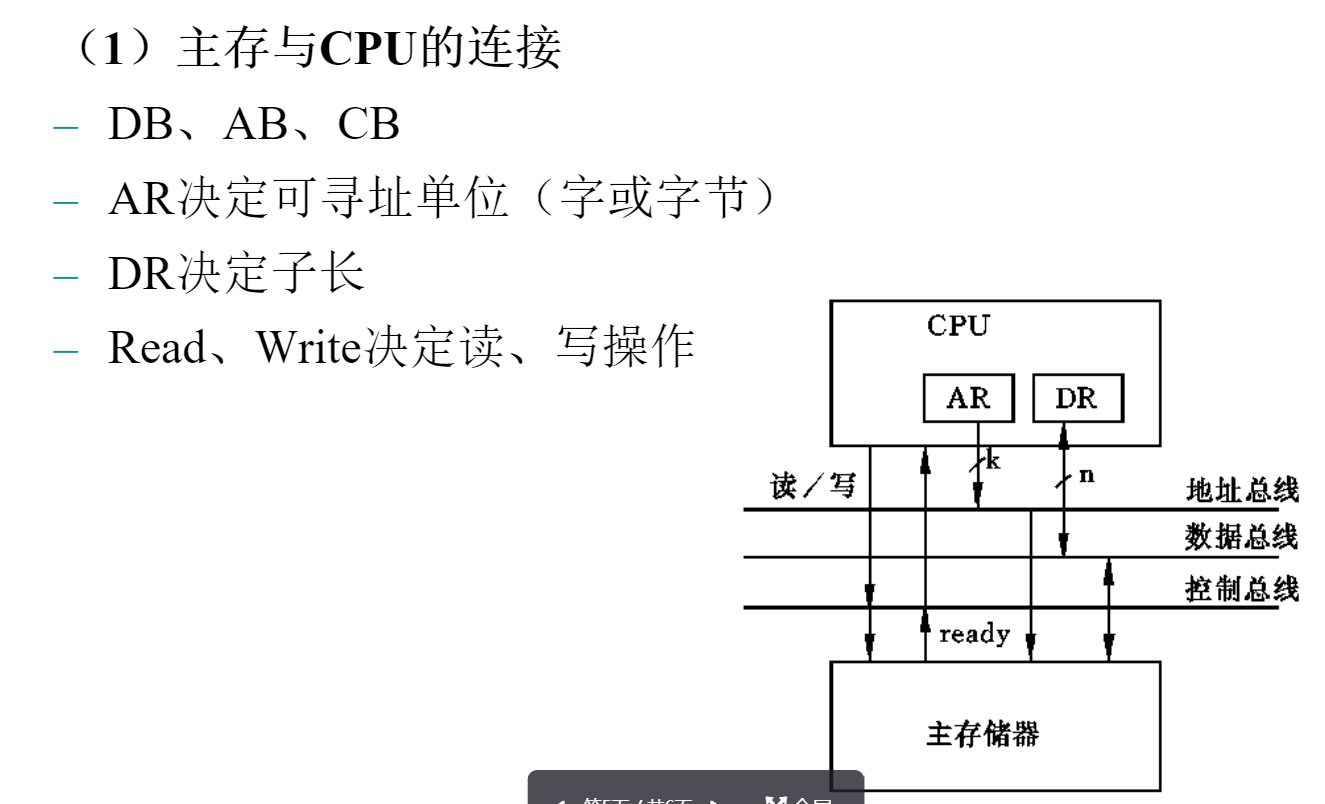 （1）主存与CPU的连接
– DB、AB、CB
– AR决定可寻址单位（字或字节）
– DR决定子长
– Read、Write决定读、写操作
CPU
AR DR
k
n
读／写
地址总线
数据总线
控制总线
ready
主存储器